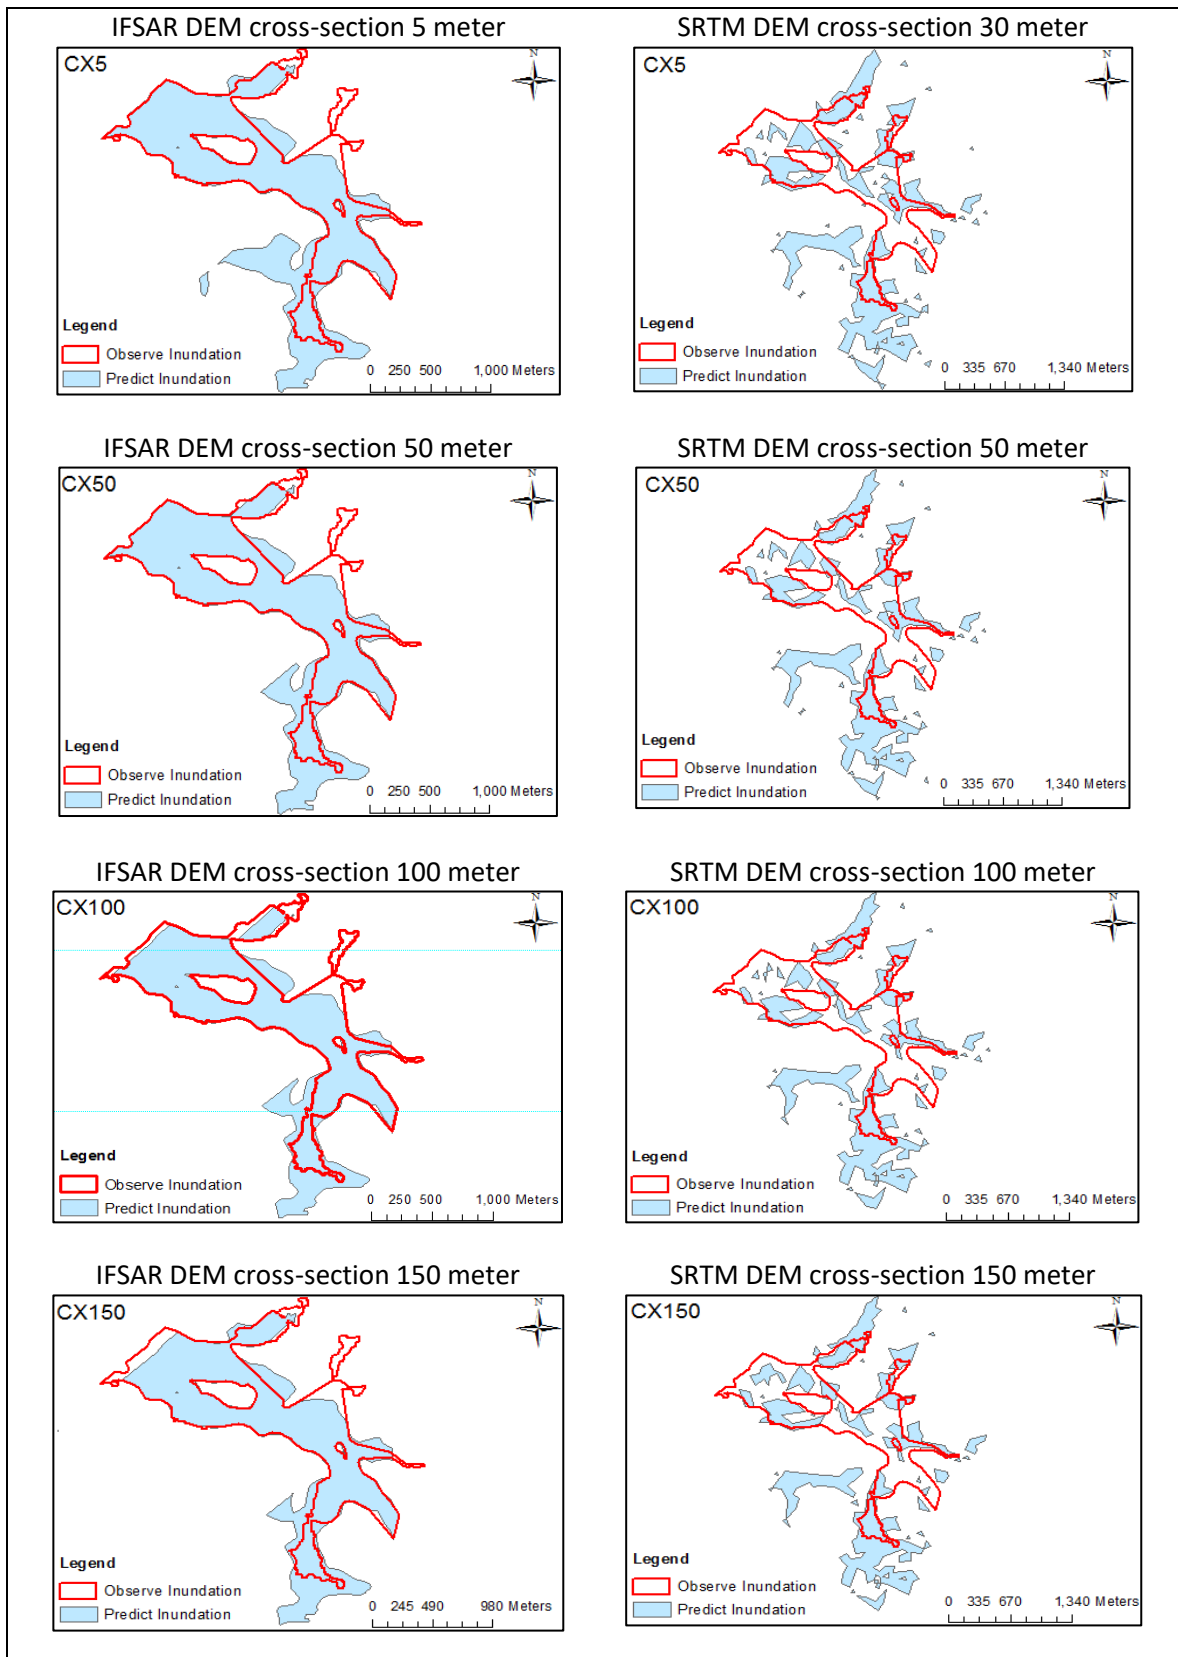 IFSAR DEM cross-section 5 meter
CX5
N
Legend
Observe Inundation
Predict Inundation
0 250 500 1,000 Meters
SRTM DEM cross-section 30 meter
CX5
N
Legend
Observe Inundation
Predict Inundation
0 335 670 1,340 Meters
IFSAR DEM cross-section 50 meter
CX50
N
Legend
Observe Inundation
Predict Inundation
0 250 500 1,000 Meters
SRTM DEM cross-section 50 meter
CX50
N
Legend
Observe Inundation
Predict Inundation
0 335 670 1,340 Meters
IFSAR DEM cross-section 100 meter
CX100
N
Legend
Observe Inundation
Predict Inundation
0 250 500 1,000 Meters
SRTM DEM cross-section 100 meter
CX100
N
Legend
Observe Inundation
Predict Inundation
0 335 670 1,340 Meters
IFSAR DEM cross-section 150 meter
CX150
N
Legend
Observe Inundation
Predict Inundation
0 245 490 980 Meters
SRTM DEM cross-section 150 meter
CX150
N
Legend
Observe Inundation
Predict Inundation
0 335 670 1,340 Meters